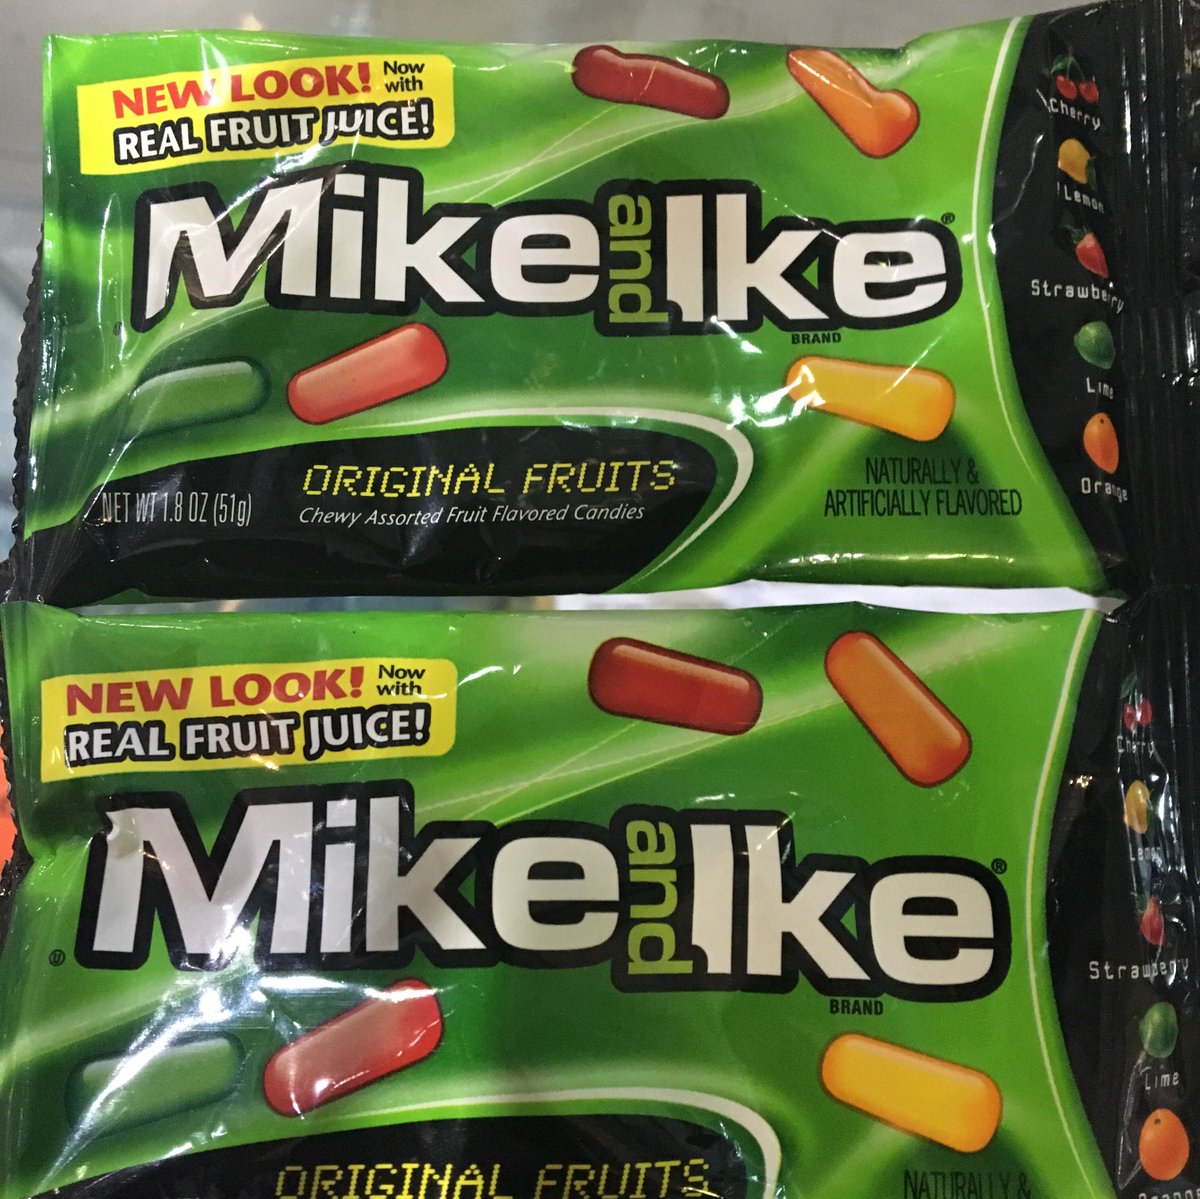 NEW LOOK! Now with
REAL FRUIT JUICE!
Mike and Ike ®
BRAND
ORIGINAL FRUITS
Chewy Assorted Fruit Flavored Candies
NET WT 1.8 OZ (51g)
NATURALLY &
ARTIFICIALLY FLAVORED
Cherry
Lemon
Strawberry
Lime
Orange
NEW LOOK! Now with
REAL FRUIT JUICE!
Mike and Ike ®
BRAND
ORIGINAL FRUITS
NATURALLY &
Cherry
Lemon
Strawberry
Lime